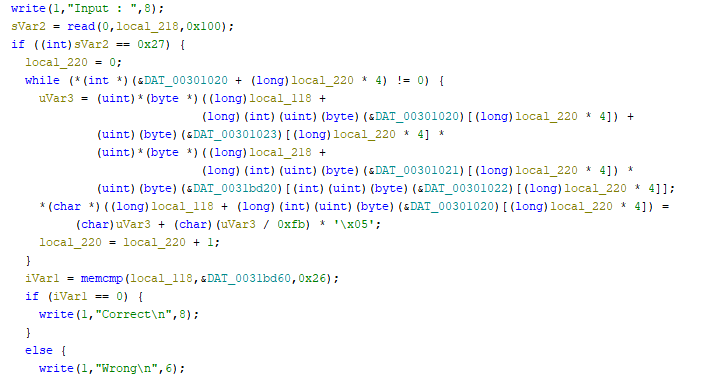 write(1,"Input : ",8);
sVar2 = read(0,local_218,0x100);
if ((int)sVar2 == 0x27) {
local_220 = 0;
while (*(int *)(&DAT_00301020 + (long)local_220 * 4) != 0) {
uVar3 = (uint)*(byte *)((long)local_118 +
(long)(int)(uint)(byte)(&DAT_00301020)[(long)local_220 * 4]) +
(uint)(byte)(&DAT_00301023)[(long)local_220 * 4] *
(uint)*(byte *)((long)local_218 +
(long)(int)(uint)(byte)(&DAT_00301021)[(long)local_220 * 4]) *
(uint)(byte)(&DAT_0031bd20)[(int)(uint)(byte)(&DAT_00301022)[(long)local_220 * 4]];
*(char *)((long)local_118 + (long)(int)(uint)(byte)(&DAT_00301020)[(long)local_220 * 4]) =
(char)uVar3 + (char)(uVar3 / 0xfb) * '\x05';
local_220 = local_220 + 1;
}
iVar1 = memcmp(local_118,&DAT_0031bd60,0x26);
if (iVar1 == 0) {
write(1,"Correct\n",8);
}
else {
write(1,"Wrong\n",6);